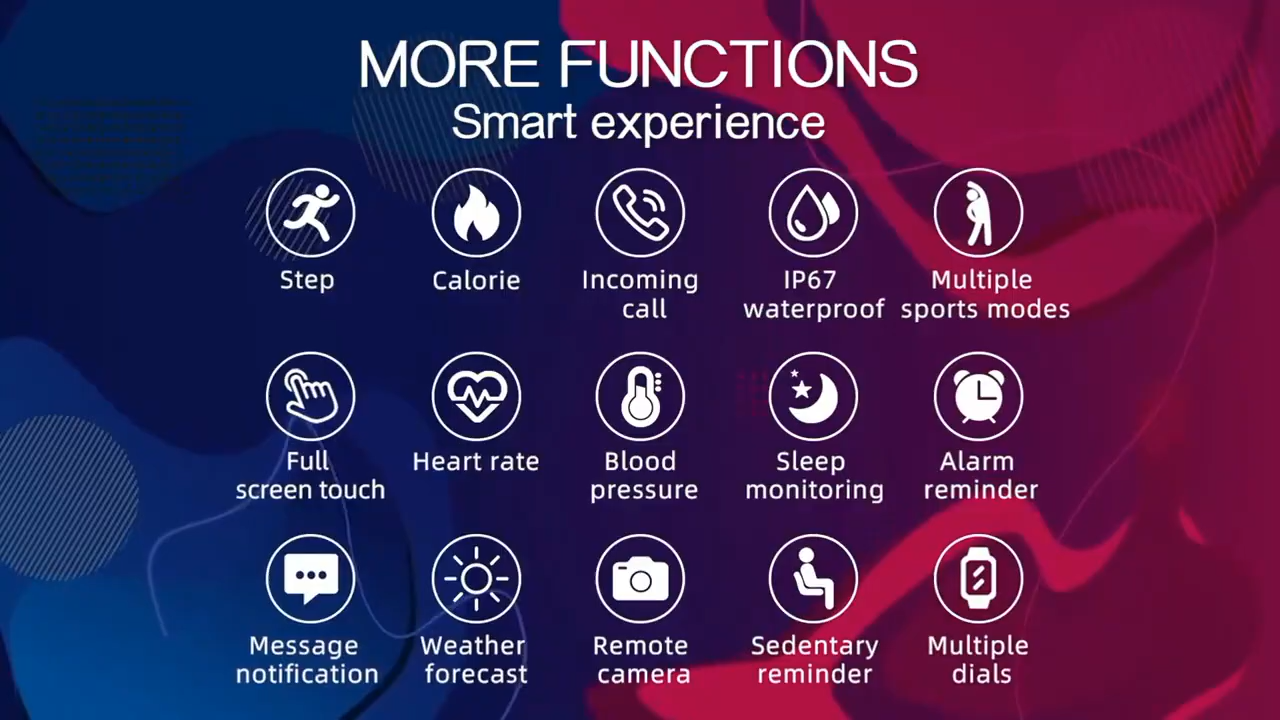 MORE FUNCTIONS
Smart experience
Step
Calorie
Incoming
call
IP67
waterproof
Multiple
sports modes
Full
screen touch
Heart rate
Blood
pressure
Sleep
monitoring
Alarm
reminder
Message
notification
Weather
forecast
Remote
camera
Sedentary
reminder
Multiple
dials